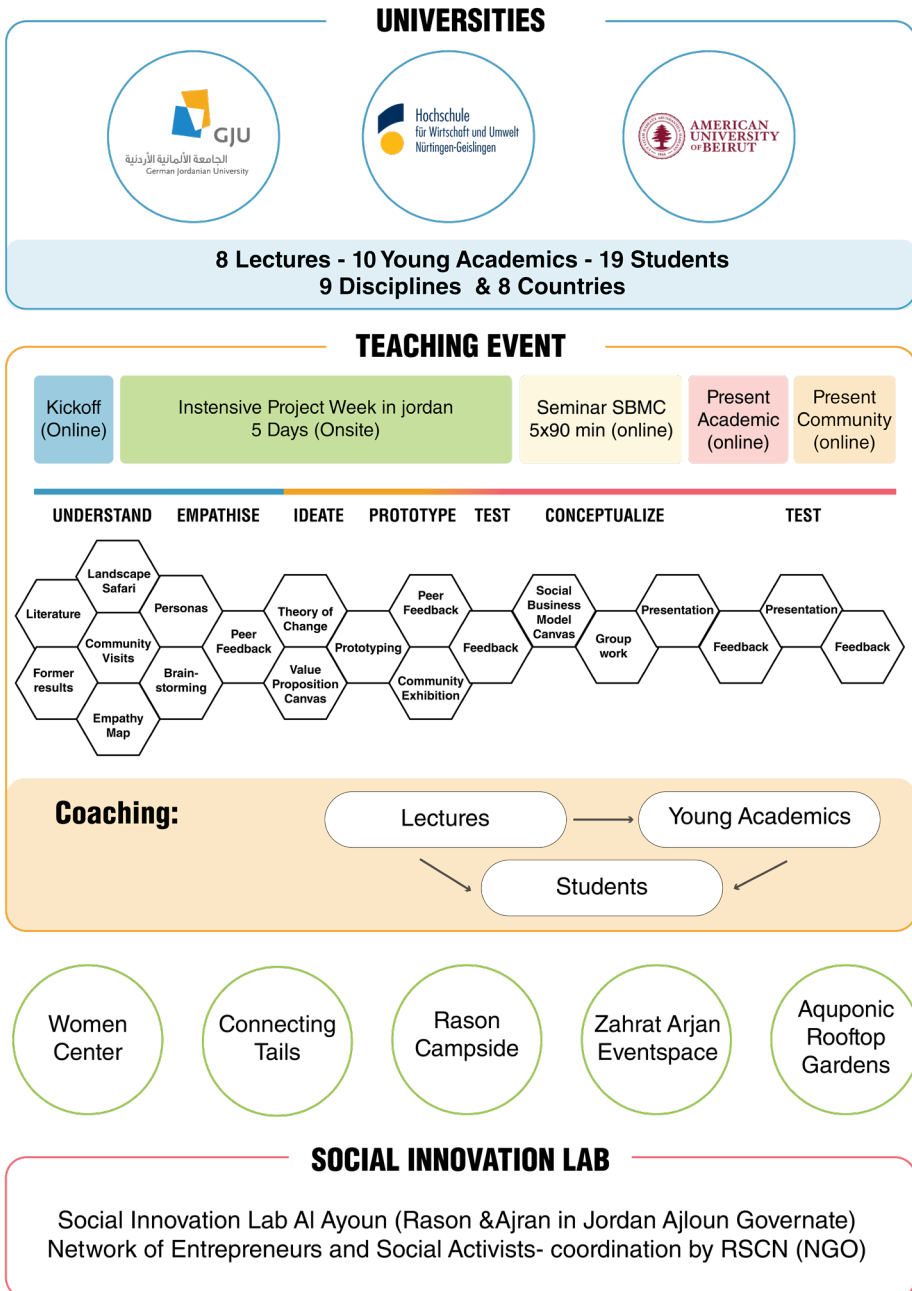 UNIVERSITIES
GJU
الجامعة الألمانية الأردنية
German Jordanian University
Hochschule
für Wirtschaft und Umwelt
Nürtingen-Geislingen
AMERICAN
UNIVERSITY
OF BEIRUT
8 Lectures - 10 Young Academics - 19 Students
9 Disciplines & 8 Countries
TEACHING EVENT
Kickoff
(Online)
Instensive Project Week in jordan
5 Days (Onsite)
Seminar SBMC
5x90 min (online)
Present
Academic
(online)
Present
Community
(online)
UNDERSTAND
EMPATHISE
IDEATE
PROTOTYPE
TEST
CONCEPTUALIZE
TEST
Literature
Former
results
Landscape
Safari
Community
Visits
Empathy
Map
Personas
Brain-
storming
Peer
Feedback
Theory of
Change
Value
Proposition
Canvas
Prototyping
Peer
Feedback
Community
Exhibition
Feedback
Social
Business
Model
Canvas
Group
work
Presentation
Feedback
Presentation
Feedback
Coaching:
Lectures
Young Academics
Students
Women
Center
Connecting
Tails
Rason
Campside
Zahrat Arjan
Eventspace
Aquponic
Rooftop
Gardens
SOCIAL INNOVATION LAB
Social Innovation Lab Al Ayoun (Rason &Ajran in Jordan Ajloun Governate)
Network of Entrepreneurs and Social Activists- coordination by RSCN (NGO)